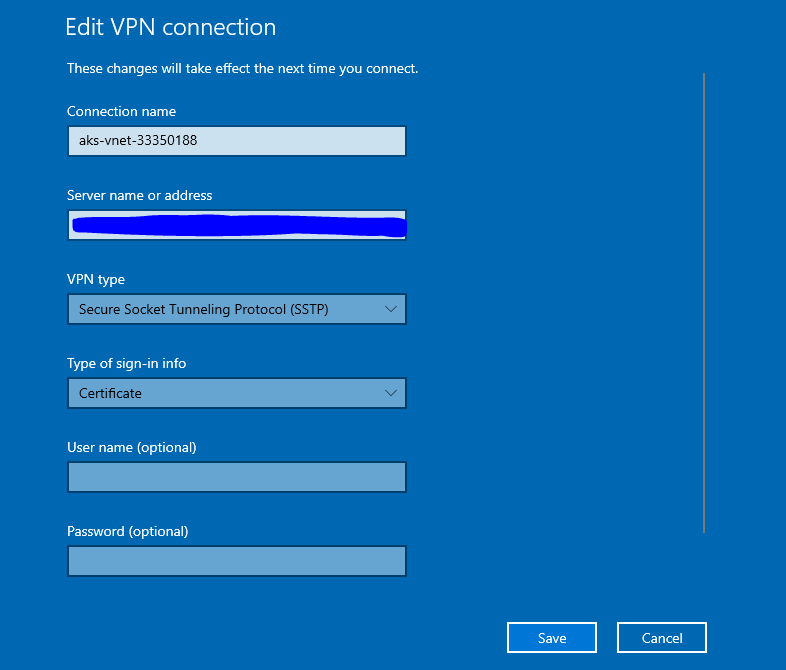 Edit VPN connection
These changes will take effect the next time you connect.
Connection name
aks-vnet-33350188
Server name or address
VPN type
Secure Socket Tunneling Protocol (SSTP)
Type of sign-in info
Certificate
User name (optional)
Password (optional)
Save
Cancel